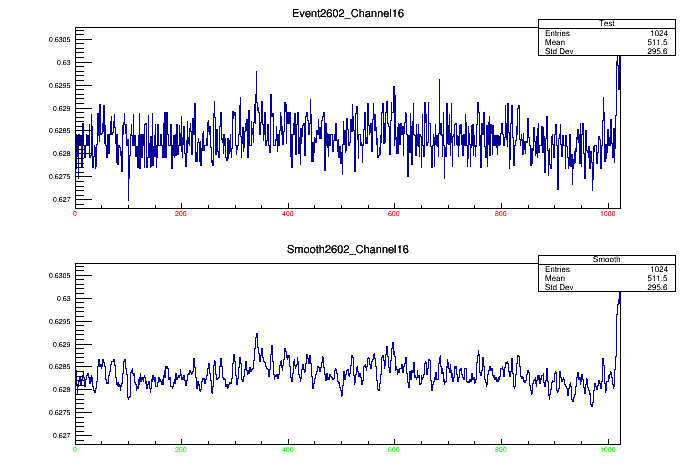 Event2602_Channel16
Test
Entries 1024
Mean 511.5
Std Dev 295.6
0.6305
0.63
0.6295
0.629
0.6285
0.628
0.6275
0.627
0 200 400 600 800 1000
Smooth2602_Channel16
Smooth
Entries 1024
Mean 511.5
Std Dev 295.6
0.6305
0.63
0.6295
0.629
0.6285
0.628
0.6275
0.627
0 200 400 600 800 1000